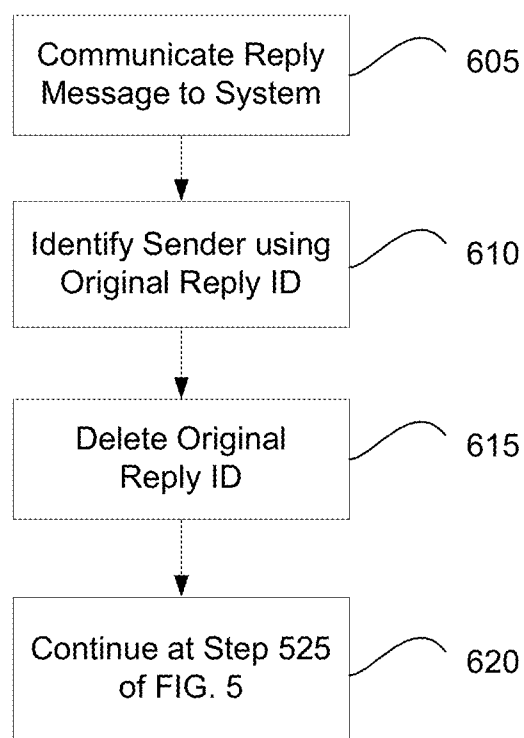 Communicate Reply
Message to System
605
Identify Sender using
Original Reply ID
610
Delete Original
Reply ID
615
Continue at Step 525
of FIG. 5
620